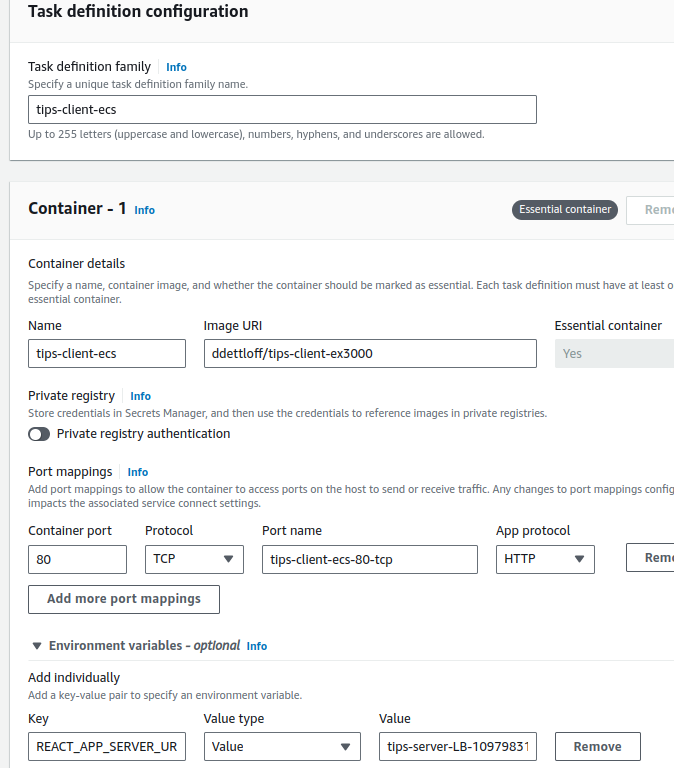 Task definition configuration
Task definition family Info
Specify a unique task definition family name.
tips-client-ecs
Up to 255 letters (uppercase and lowercase), numbers, hyphens, and underscores are allowed.
Container - 1 Info Essential container Remo
Container details
Specify a name, container image, and whether the container should be marked as essential. Each task definition must have at least o
essential container.
Name Image URI Essential container
tips-client-ecs ddettloff/tips-client-ex3000 Yes
Private registry Info
Store credentials in Secrets Manager, and then use the credentials to reference images in private registries.
Private registry authentication
Port mappings Info
Add port mappings to allow the container to access ports on the host to send or receive traffic. Any changes to port mappings config
impacts the associated service connect settings.
Container port Protocol Port name App protocol
80 TCP tips-client-ecs-80-tcp HTTP Remo
Add more port mappings
Environment variables - optional Info
Add individually
Add a key-value pair to specify an environment variable.
Key Value type Value
REACT_APP_SERVER_UR Value tips-server-LB-10979831 Remove